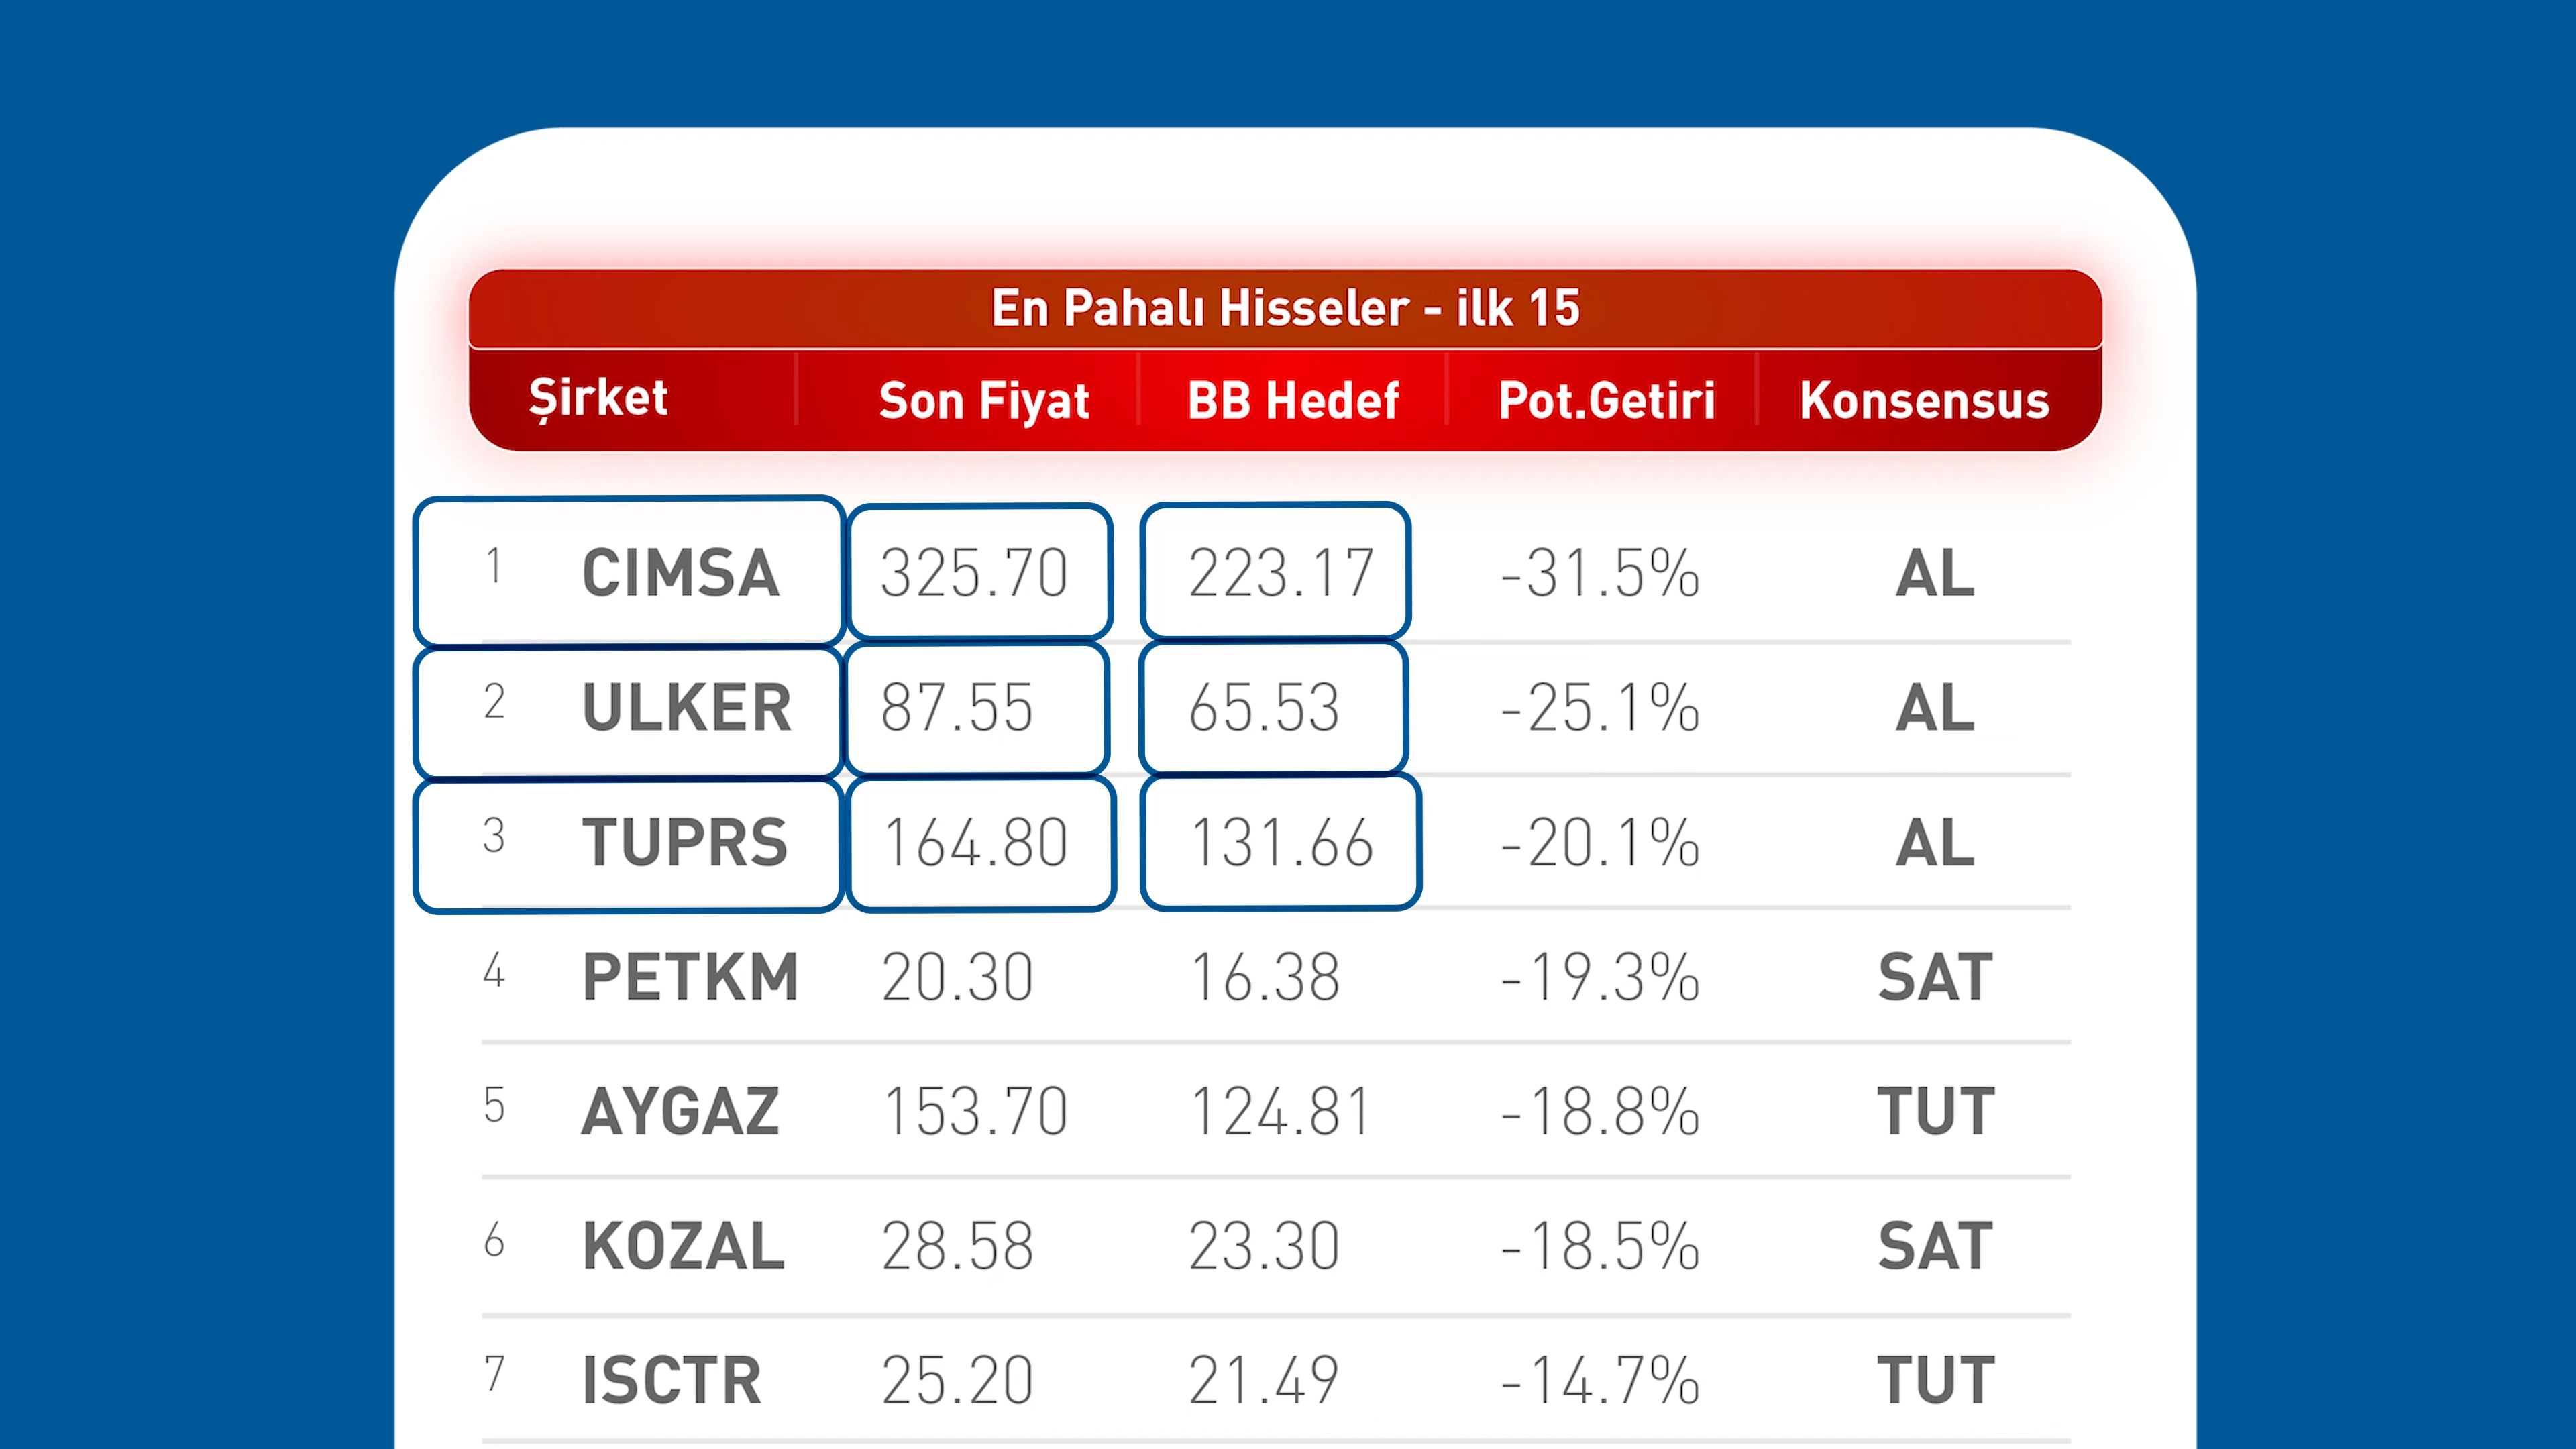 En Pahalı Hisseler - ilk 15
Şirket Son Fiyat BB Hedef Pot.Getiri Konsensus
1 CIMSA 325.70 223.17 -31.5% AL
2 ULKER 87.55 65.53 -25.1% AL
3 TUPRS 164.80 131.66 -20.1% AL
4 PETKM 20.30 16.38 -19.3% SAT
5 AYGAZ 153.70 124.81 -18.8% TUT
6 KOZAL 28.58 23.30 -18.5% SAT
7 ISCTR 25.20 21.49 -14.7% TUT